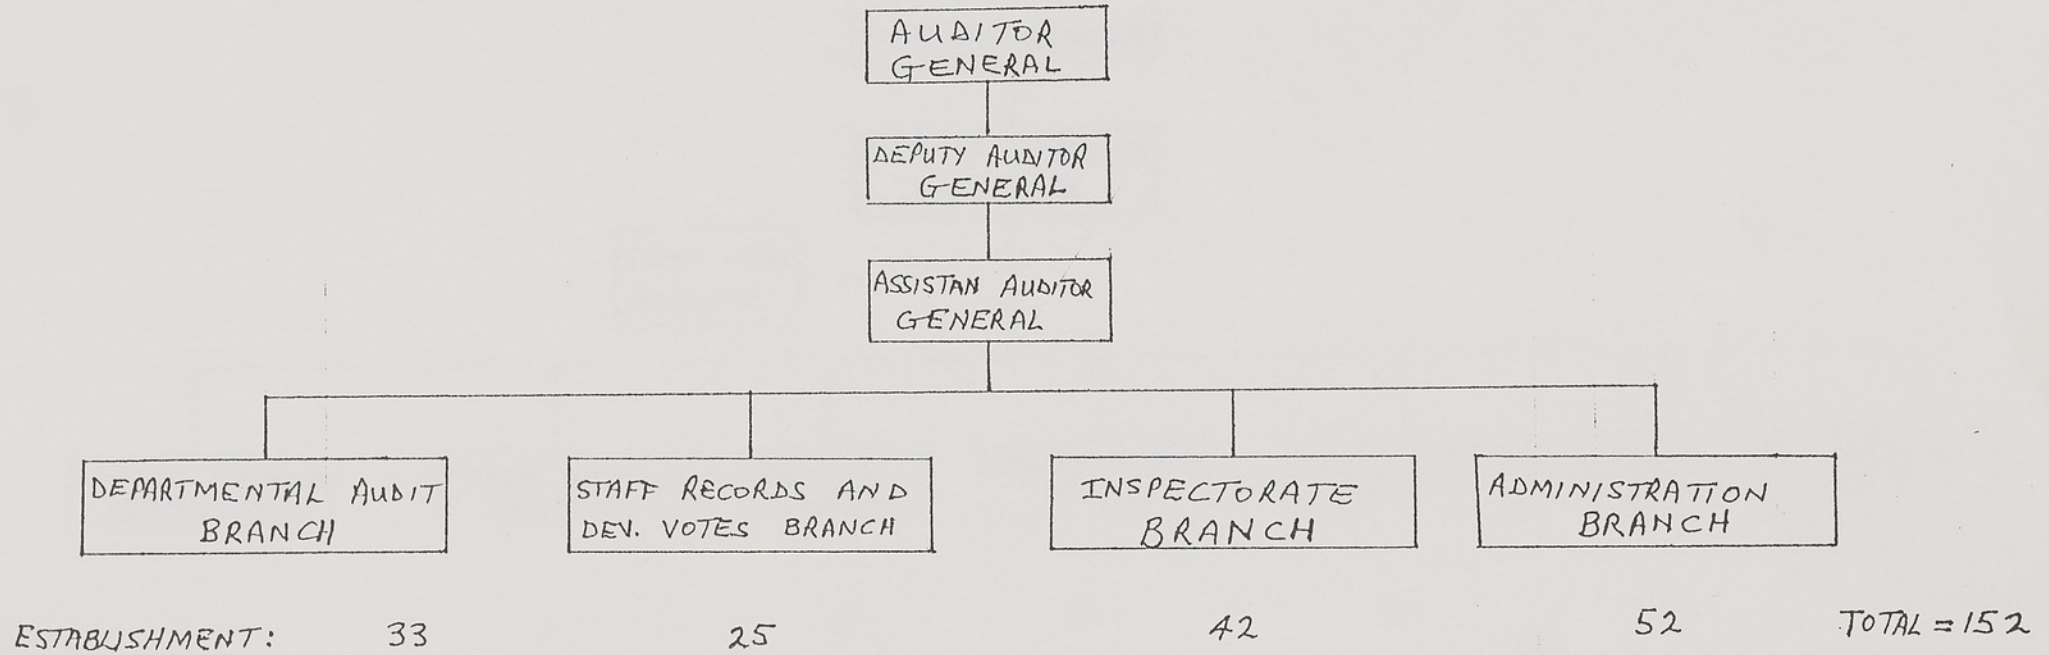 AUDITOR
GENERAL
DEPUTY AUDITOR
GENERAL
ASSISTAN AUDITOR
GENERAL
DEPARTMENTAL AUDIT
BRANCH
STAFF RECORDS AND
DEV. VOTES BRANCH
INSPECTORATE
BRANCH
ADMINISTRATION
BRANCH
ESTABLISHMENT: 33 25 42 52 TOTAL = 152